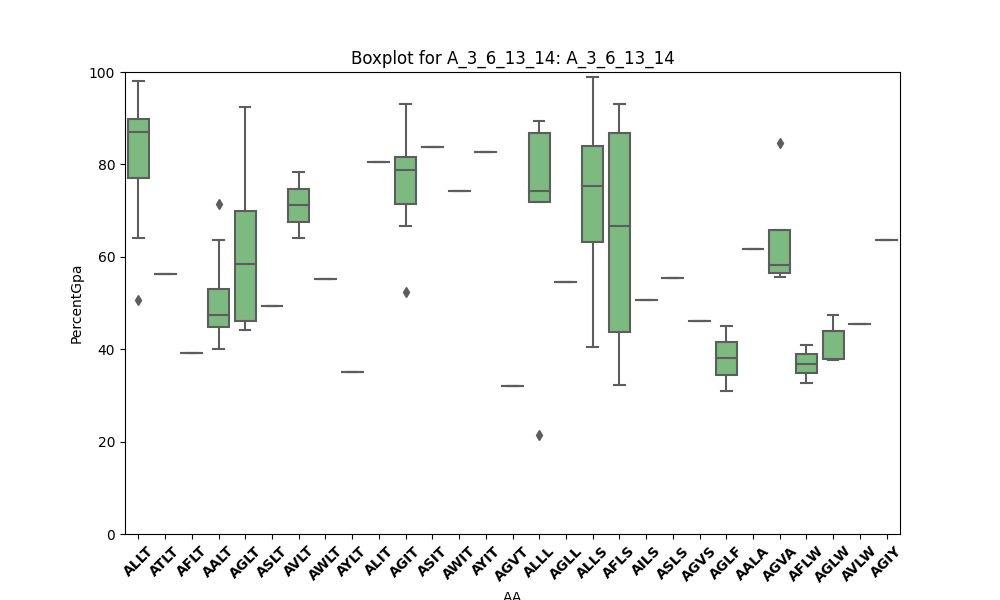 Boxplot for A_3_6_13_14: A_3_6_13_14
100
80
60
40
20
0
PercentGpa
ALLT ATLT AFLT AALT AGLT ASLT AVLT AWLT AYLT ALIT AGIT ASIT AWIT AYIT AGVT ALLL AGLL ALLS AFLS AILS ASLS AGVS AGLF AALA AGVA AFLW AGLW AVLW AGIY
AA